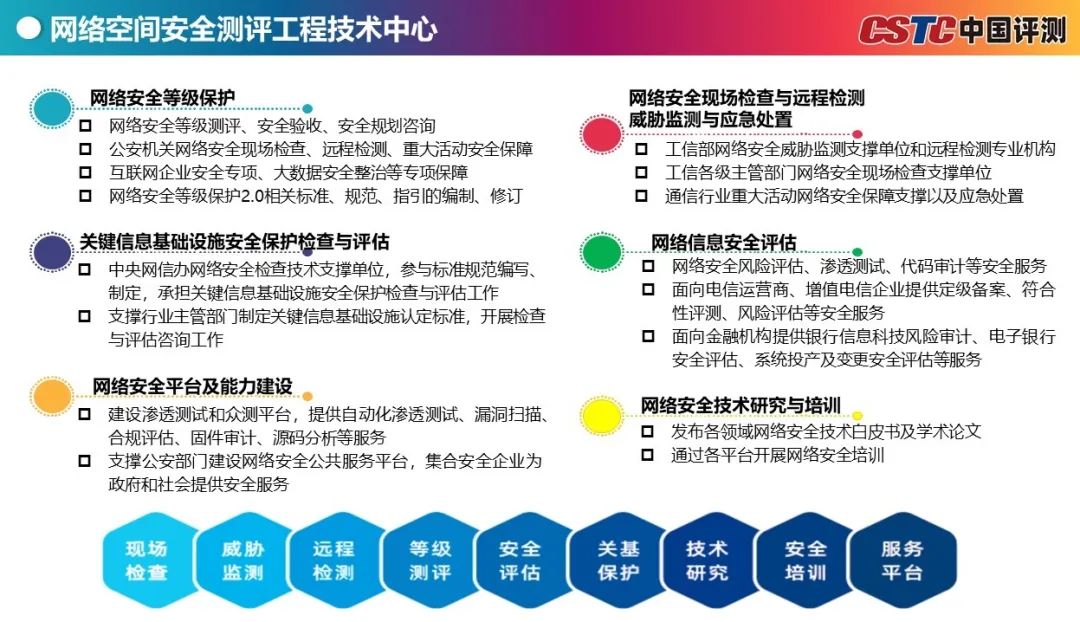 网络空间安全测评工程技术中心
CSTC中国评测
网络安全等级保护
网络安全等级测评、安全验收、安全规划咨询
公安机关网络安全现场检查、远程检测、重大活动安全保障
互联网企业安全专项、大数据安全整治等专项保障
网络安全等级保护2.0相关标准、规范、指引的编制、修订
关键信息基础设施安全保护检查与评估
中央网信办网络安全检查技术支撑单位，参与标准规范编写、
制定，承担关键信息基础设施安全保护检查与评估工作
支撑行业主管部门制定关键信息基础设施认定标准，开展检查
与评估咨询工作
网络安全平台及能力建设
建设渗透测试和众测平台，提供自动化渗透测试、漏洞扫描、
合规评估、固件审计、源码分析等服务
支撑公安部门建设网络安全公共服务平台，集合安全企业为
政府和社会提供安全服务
网络安全现场检查与远程检测
威胁监测与应急处置
工信部网络安全威胁监测支撑单位和远程检测专业机构
工信各级主管部门网络安全现场检查支撑单位
通信行业重大活动网络安全保障支撑以及应急处置
网络信息安全评估
网络安全风险评估、渗透测试、代码审计等安全服务
面向电信运营商、增值电信企业提供定级备案、符合
性评测、风险评估等安全服务
面向金融机构提供银行信息科技风险审计、电子银行
安全评估、系统投产及变更安全评估等服务
网络安全技术研究与培训
发布各领域网络安全技术白皮书及学术论文
通过各平台开展网络安全培训
现场
检查
威胁
监测
远程
检测
等级
测评
安全
评估
关基
保护
技术
研究
安全
培训
服务
平台